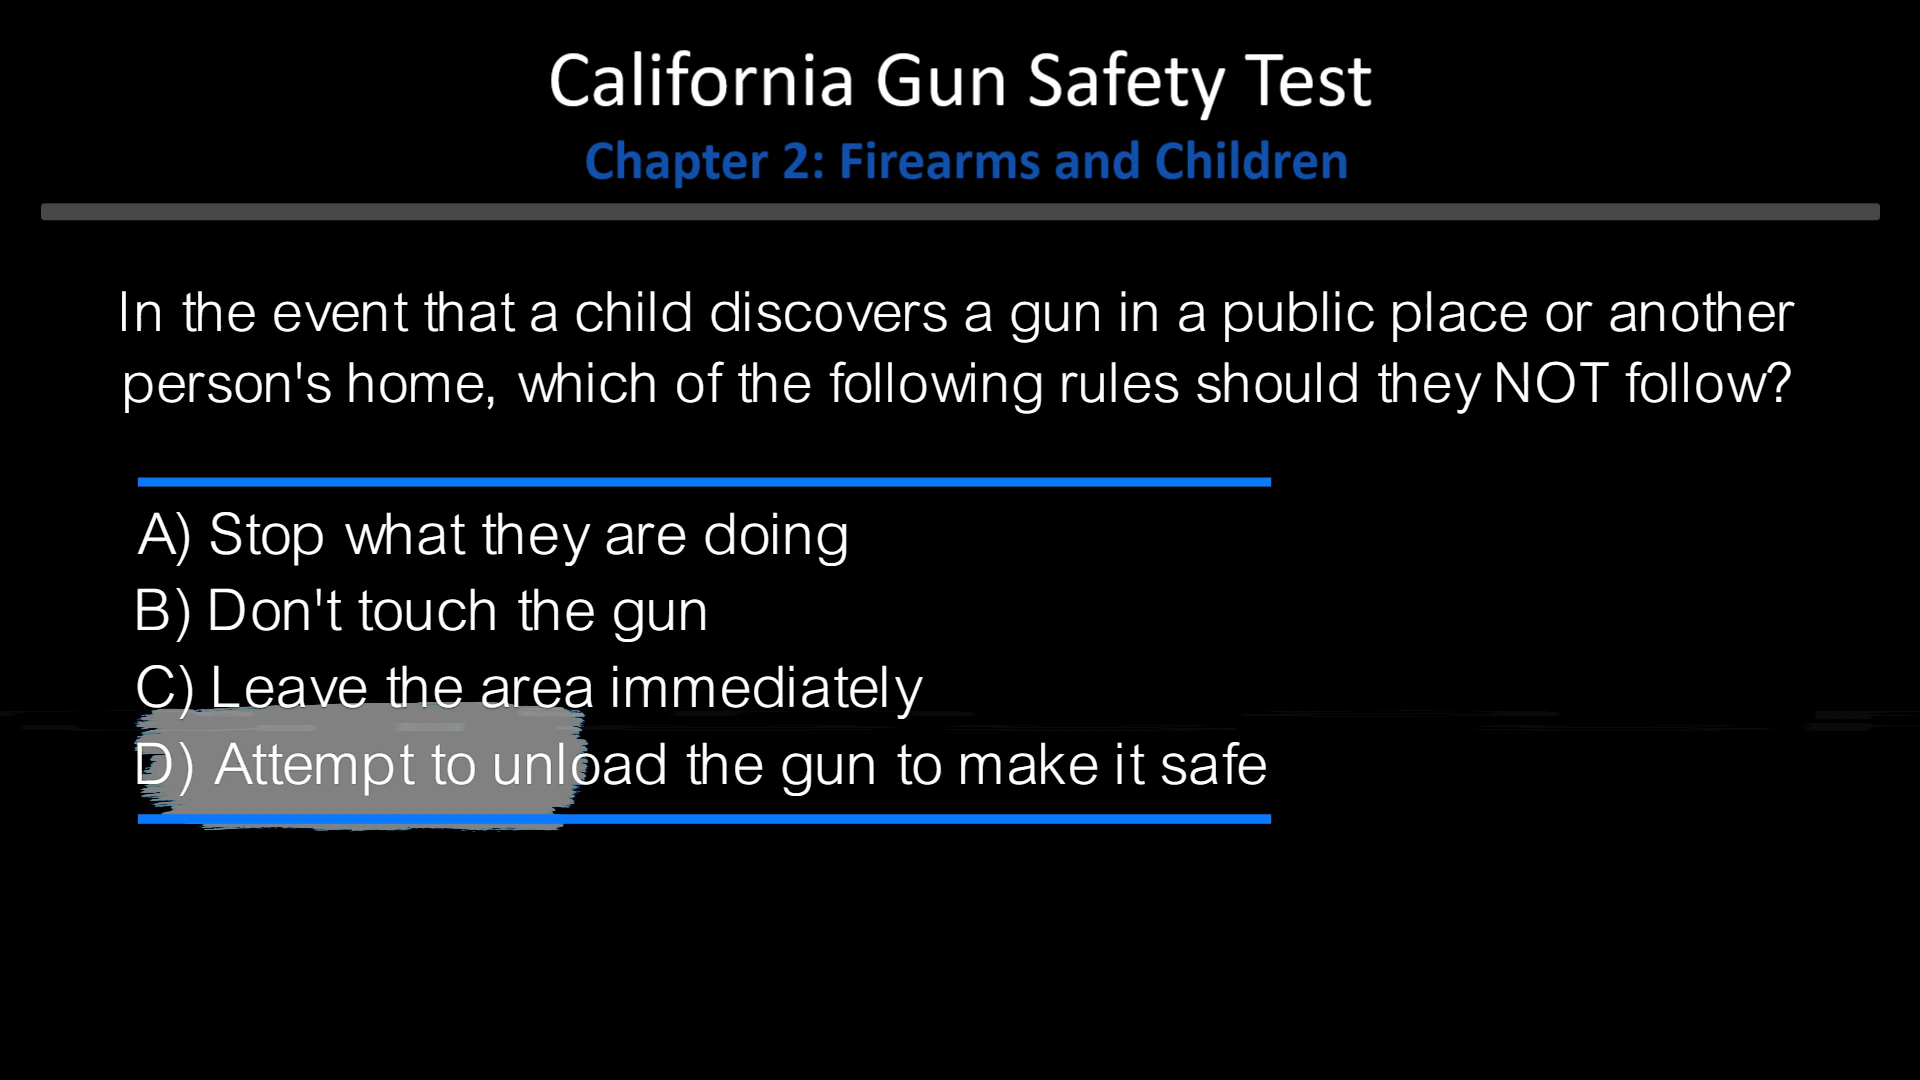 California Gun Safety Test
Chapter 2: Firearms and Children
In the event that a child discovers a gun in a public place or another
person's home, which of the following rules should they NOT follow?
A) Stop what they are doing
B) Don't touch the gun
C) Leave the area immediately
D) Attempt to unload the gun to make it safe